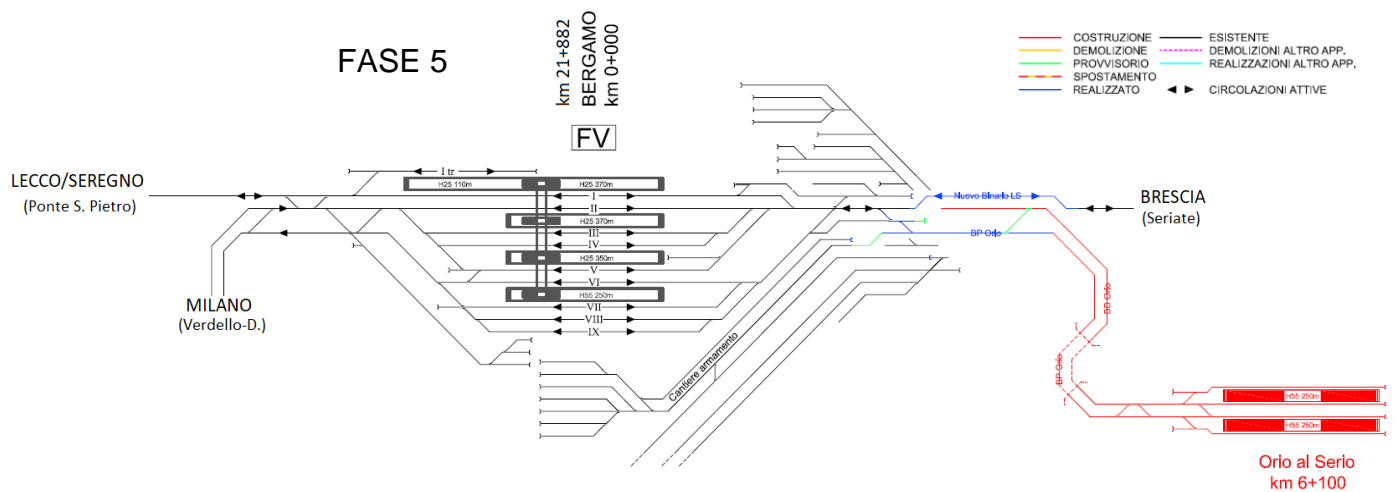 FASE 5
km 21+882
BERGAMO
km 0+000
FV
COSTRUZIONE
DEMOLIZIONE
PROVVISORIO
SPOSTAMENTO
REALIZZATO
ESISTENTE
DEMOLIZIONI ALTRO APP.
REALIZZAZIONI ALTRO APP.
CIRCOLAZIONI ATTIVE
LECCO/SEREGNO
(Ponte S. Pietro)
MILANO
(Verdello-D.)
I tr
H25 110m
H25 370m
I
II
H25 370m
III
IV
H25 350m
V
VI
H55 250m
VII
VIII
IX
Cantiere armamento
Nuovo Binario LS
BP Orio
BRESCIA
(Seriate)
BD Orio
BP Orio
H55 250m
H55 250m
Orio al Serio
km 6+100